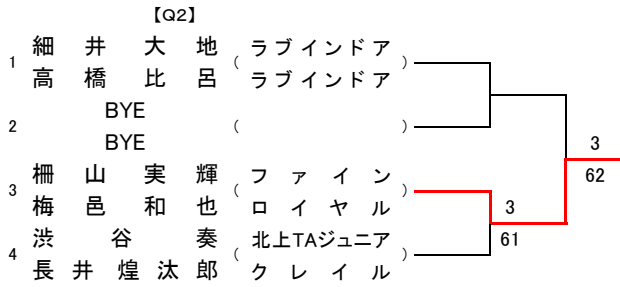 【Q2】
1 細井大地 ( ラブインドア )
高橋比呂 ラブインドア
2 BYE ( )
BYE
3 柵山実輝 ( ファイン )
梅邑和也 ロイヤル
4 渋谷奏 ( 北上TAジュニア )
長井煌汰郎 クレイル
3
61
3
62